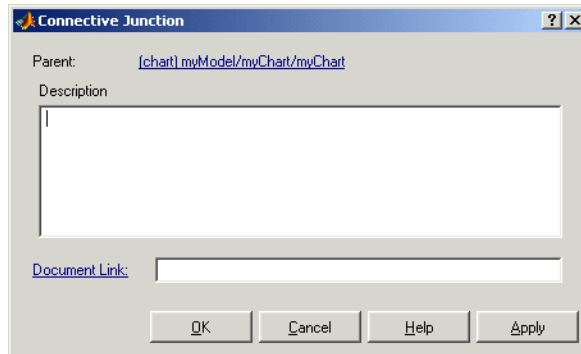 Connective Junction
Parent: (chart) myModel/myChart/myChart
Description
Document Link:
OK Cancel Help Apply